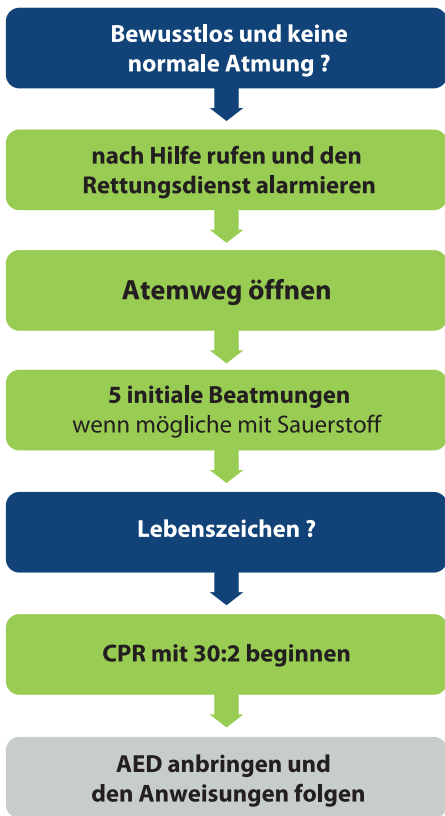 Bewusstlos und keine
normale Atmung ?
nach Hilfe rufen und den
Rettungsdienst alarmieren
Atemweg öffnen
5 initiale Beatmungen
wenn mögliche mit Sauerstoff
Lebenszeichen ?
CPR mit 30:2 beginnen
AED anbringen und
den Anweisungen folgen